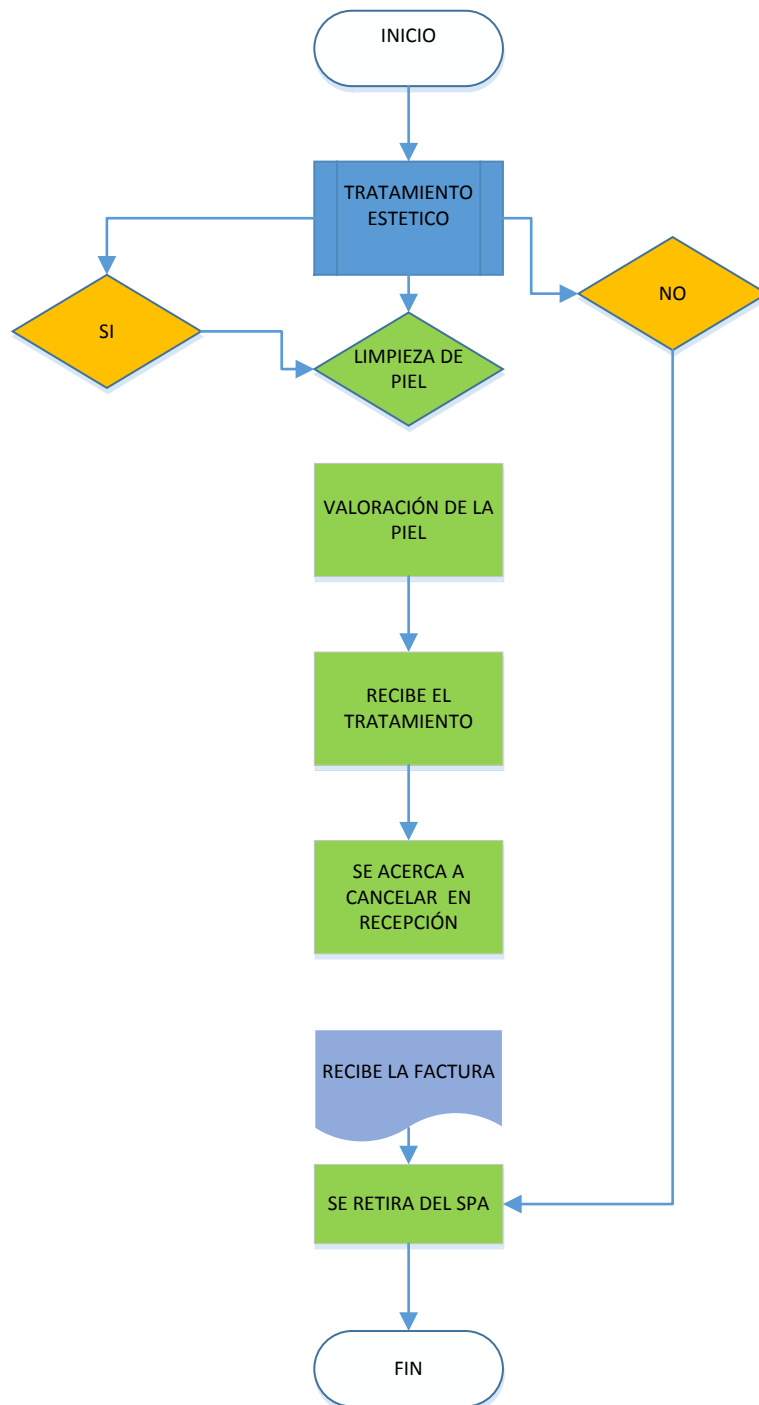 INICIO
TRATAMIENTO
ESTETICO
NO
SI
LIMPIEZA DE
PIEL
VALORACIÓN DE LA
PIEL
RECIBE EL
TRATAMIENTO
SE ACERCA A
CANCELAR EN
RECEPCIÓN
RECIBE LA FACTURA
SE RETIRA DEL SPA
FIN